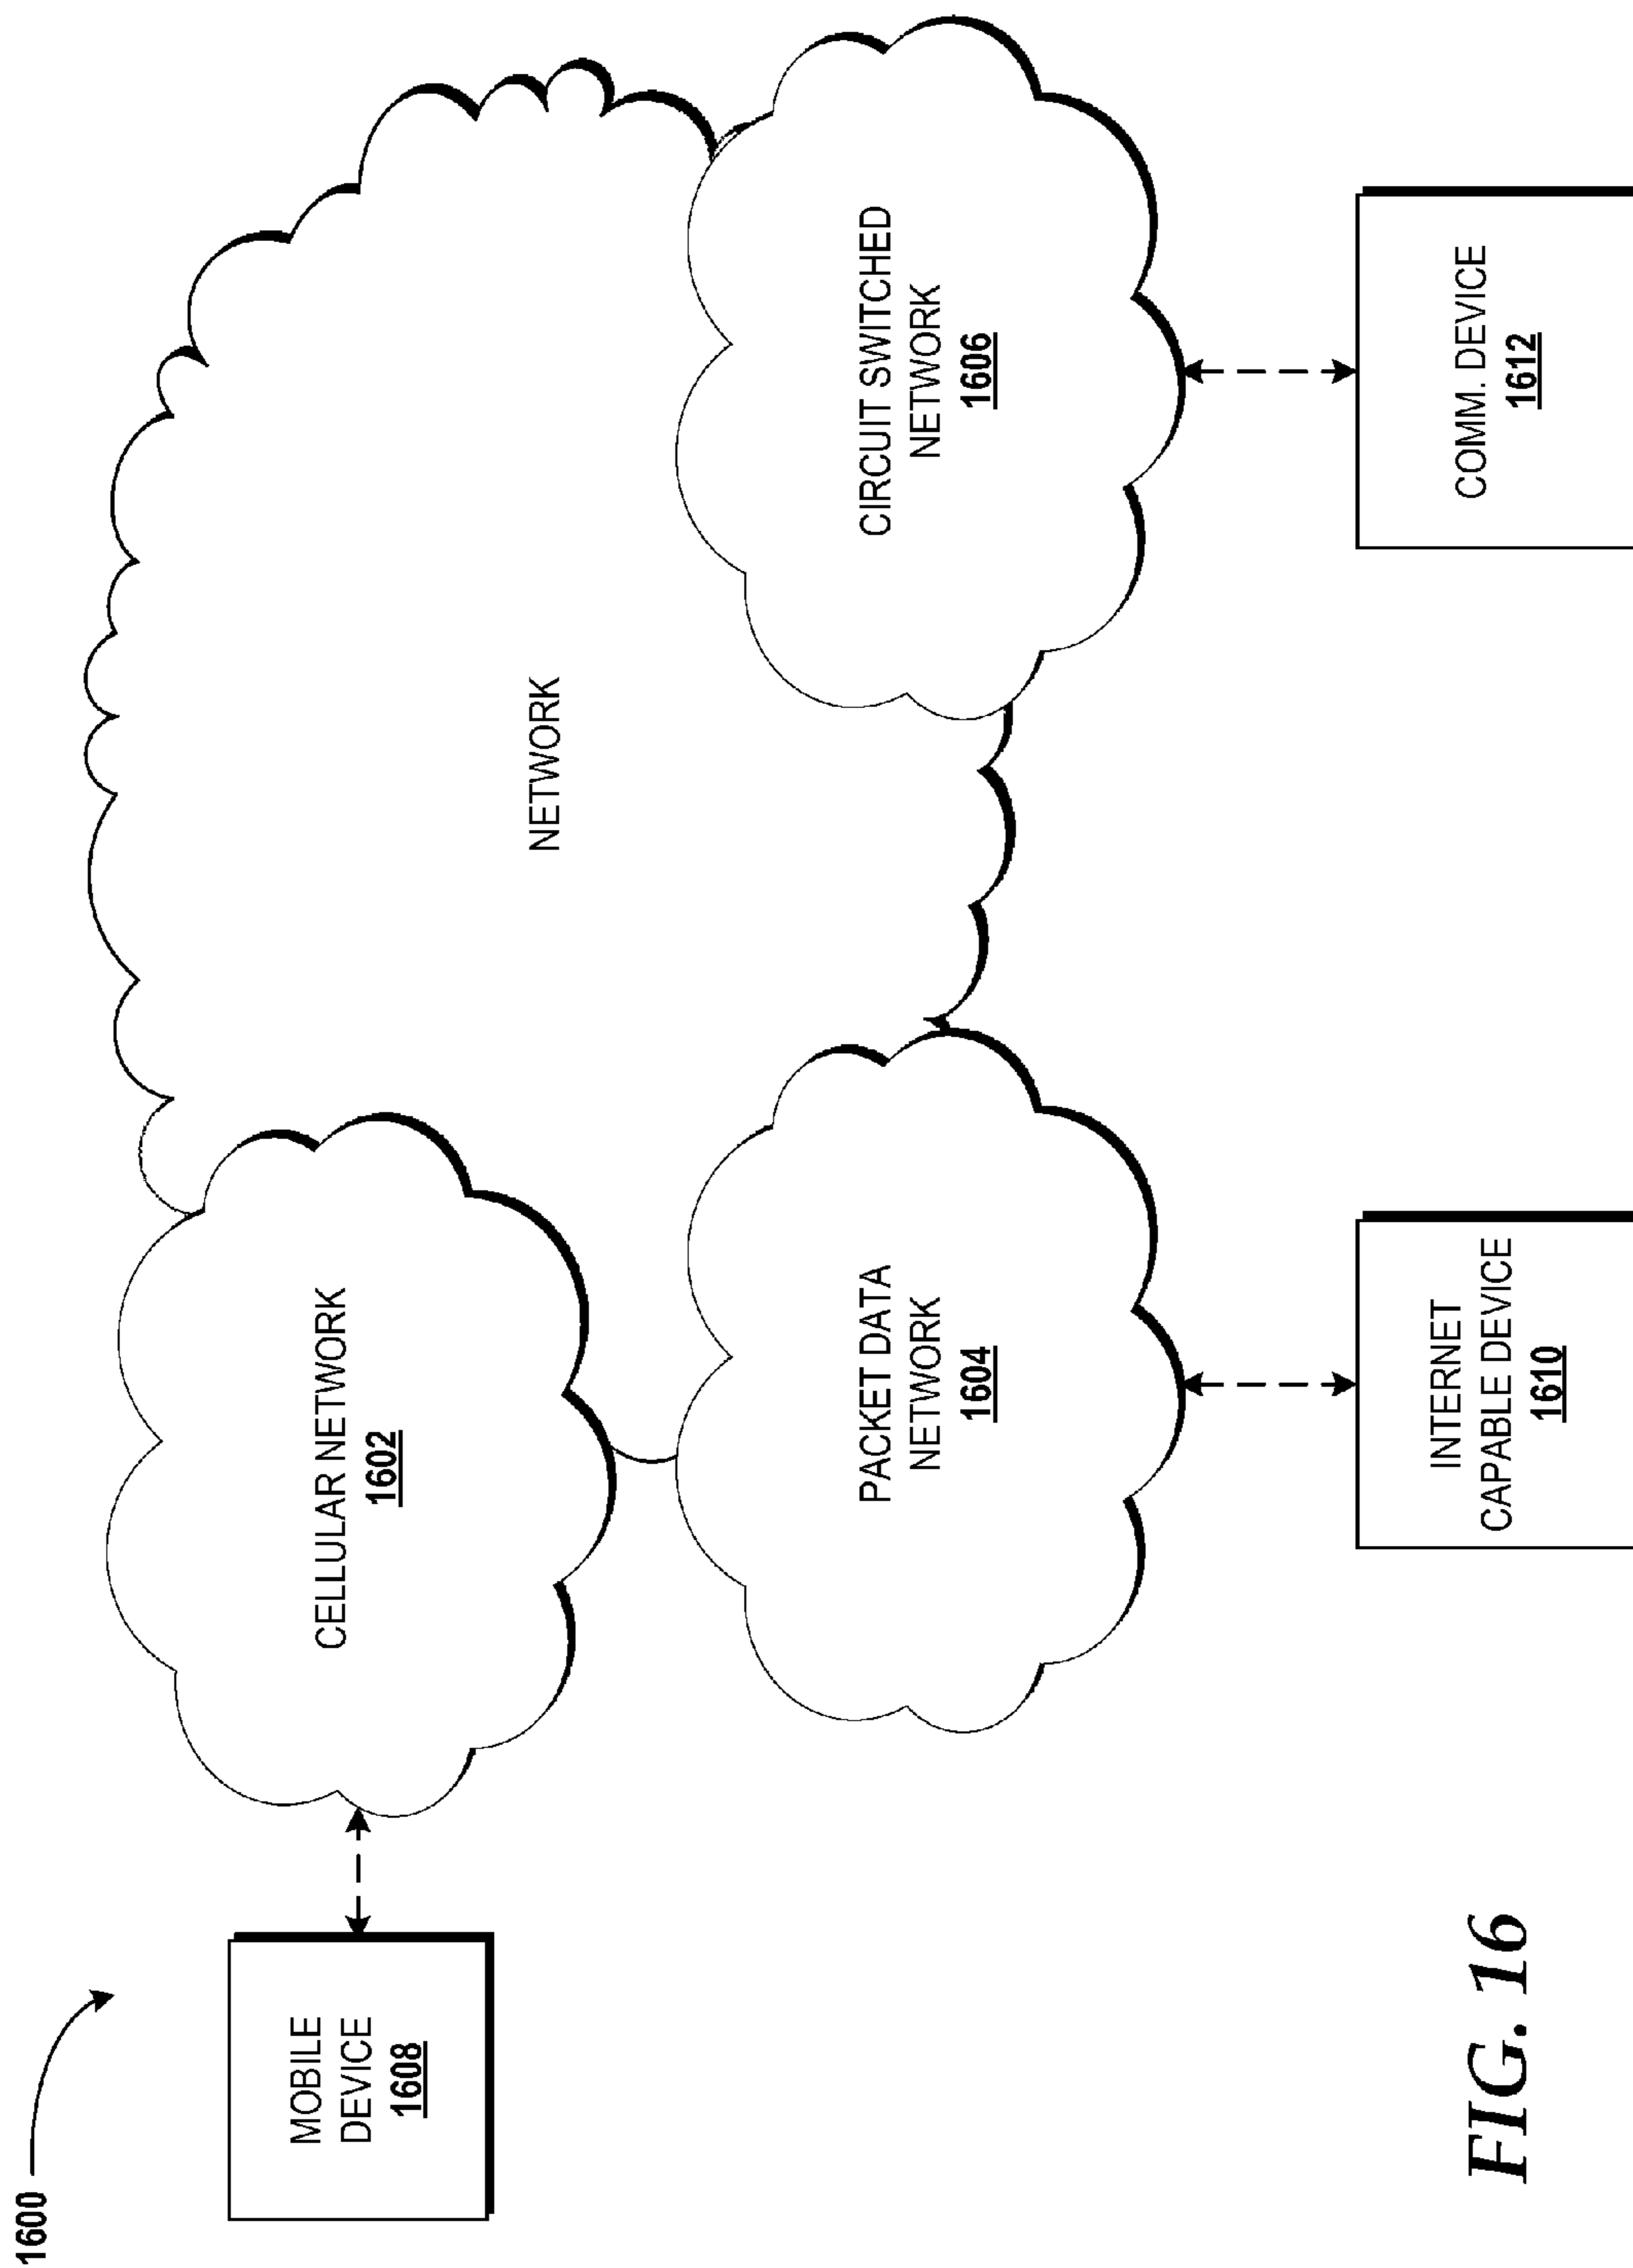 1600
MOBILE
DEVICE
1608
CELLULAR NETWORK
1602
NETWORK
PACKET DATA
NETWORK
1604
CIRCUIT SWITCHED
NETWORK
1606
INTERNET
CAPABLE DEVICE
1610
COMM. DEVICE
1612
FIG. 16